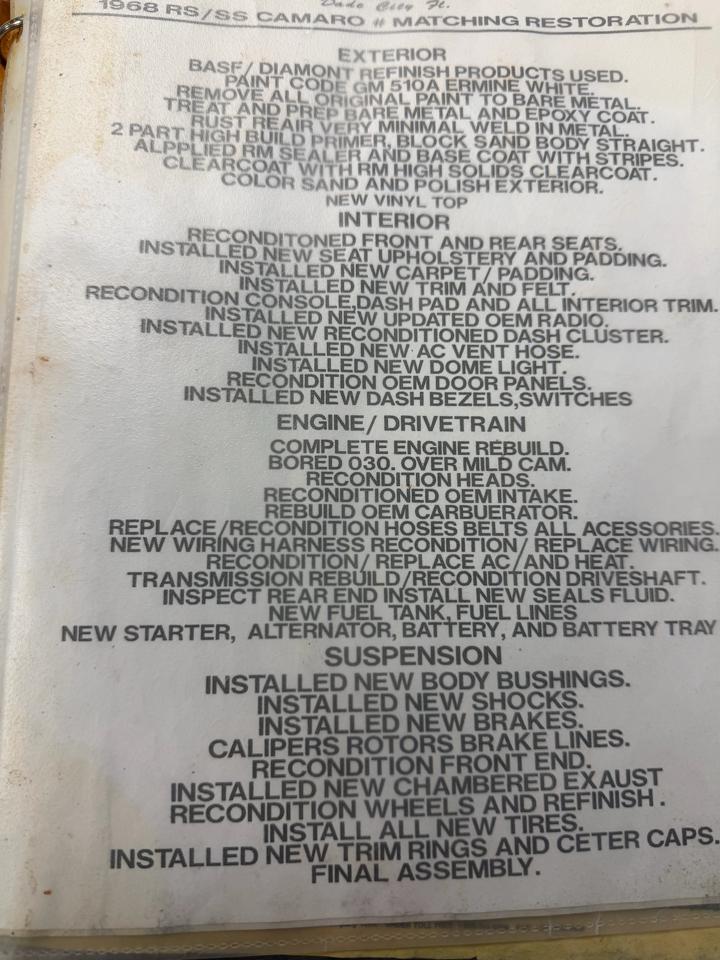 Dade City Fl.
1968 RS/SS CAMARO # MATCHING RESTORATION
EXTERIOR
BASF/ DIAMONT REFINISH PRODUCTS USED.
PAINT CODE GM 510A ERMINE WHITE.
REMOVE ALL ORIGINAL PAINT TO BARE METAL.
TREAT AND PREP BARE METAL AND EPOXY COAT.
RUST REAIR VERY MINIMAL WELD IN METAL.
2 PART HIGH BUILD PRIMER, BLOCK SAND BODY STRAIGHT.
ALPPLIED RM SEALER AND BASE COAT WITH STRIPES.
CLEARCOAT WITH RM HIGH SOLIDS CLEARCOAT.
COLOR SAND AND POLISH EXTERIOR.
NEW VINYL TOP
INTERIOR
RECONDITONED FRONT AND REAR SEATS.
INSTALLED NEW SEAT UPHOLSTERY AND PADDING.
INSTALLED NEW CARPET/ PADDING.
INSTALLED NEW TRIM AND FELT.
RECONDITION CONSOLE,DASH PAD AND ALL INTERIOR TRIM.
INSTALLED NEW UPDATED OEM RADIO.
INSTALLED NEW RECONDITIONED DASH CLUSTER.
INSTALLED NEW AC VENT HOSE.
INSTALLED NEW DOME LIGHT.
RECONDITION OEM DOOR PANELS.
INSTALLED NEW DASH BEZELS,SWITCHES
ENGINE/ DRIVETRAIN
COMPLETE ENGINE REBUILD.
BORED 030. OVER MILD CAM.
RECONDITION HEADS.
RECONDITIONED OEM INTAKE.
REBUILD OEM CARBUERATOR.
REPLACE/RECONDITION HOSES BELTS ALL ACESSORIES.
NEW WIRING HARNESS RECONDITION/ REPLACE WIRING.
RECONDITION/ REPLACE AC/AND HEAT.
TRANSMISSION REBUILD/RECONDITION DRIVESHAFT.
INSPECT REAR END INSTALL NEW SEALS FLUID.
NEW FUEL TANK, FUEL LINES
NEW STARTER, ALTERNATOR, BATTERY, AND BATTERY TRAY
SUSPENSION
INSTALLED NEW BODY BUSHINGS.
INSTALLED NEW SHOCKS.
INSTALLED NEW BRAKES.
CALIPERS ROTORS BRAKE LINES.
RECONDITION FRONT END.
INSTALLED NEW CHAMBERED EXAUST
RECONDITION WHEELS AND REFINISH.
INSTALL ALL NEW TIRES.
INSTALLED NEW TRIM RINGS AND CETER CAPS.
FINAL ASSEMBLY.